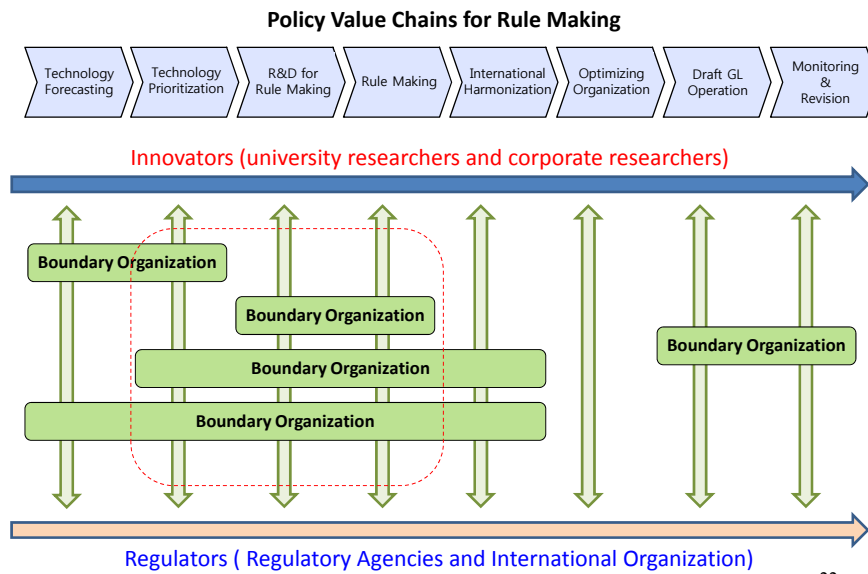 Policy Value Chains for Rule Making
Technology
Forecasting
Technology
Prioritization
R&D for
Rule Making
Rule Making
International
Harmonization
Optimizing
Organization
Draft GL
Operation
Monitoring
&
Revision
Innovators (university researchers and corporate researchers)
Boundary Organization
Boundary Organization
Boundary Organization
Boundary Organization
Boundary Organization
Regulators ( Regulatory Agencies and International Organization)